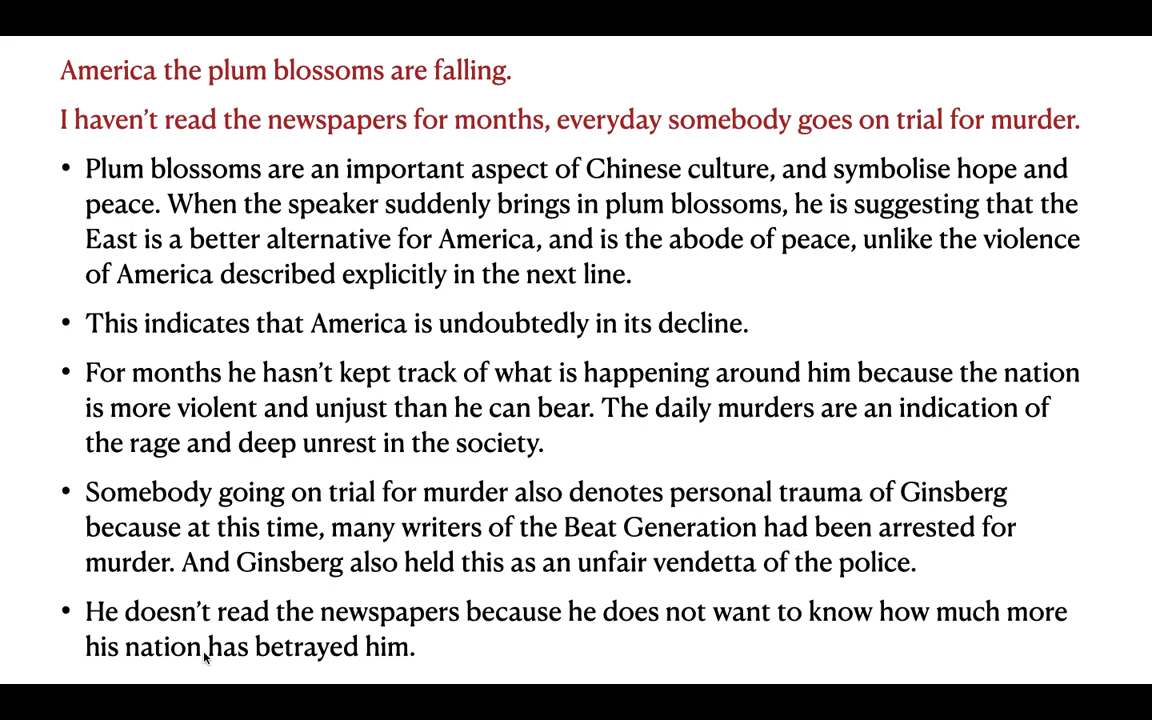 America the plum blossoms are falling.
I haven’t read the newspapers for months, everyday somebody goes on trial for murder.
• Plum blossoms are an important aspect of Chinese culture, and symbolise hope and
peace. When the speaker suddenly brings in plum blossoms, he is suggesting that the
East is a better alternative for America, and is the abode of peace, unlike the violence
of America described explicitly in the next line.
• This indicates that America is undoubtedly in its decline.
• For months he hasn’t kept track of what is happening around him because the nation
is more violent and unjust than he can bear. The daily murders are an indication of
the rage and deep unrest in the society.
• Somebody going on trial for murder also denotes personal trauma of Ginsberg
because at this time, many writers of the Beat Generation had been arrested for
murder. And Ginsberg also held this as an unfair vendetta of the police.
• He doesn’t read the newspapers because he does not want to know how much more
his nation has betrayed him.